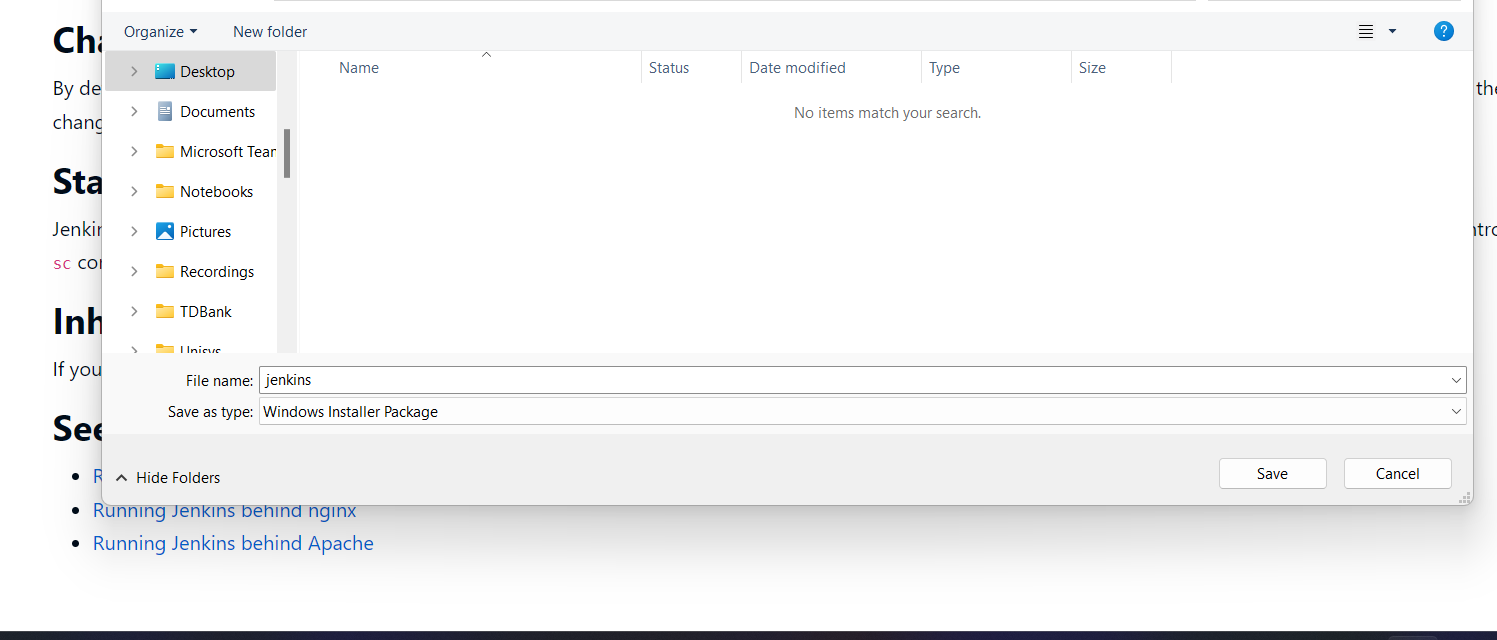 Organize New folder
Name Status Date modified Type Size
No items match your search.
Desktop
Documents
Microsoft Tean
Notebooks
Pictures
Recordings
TDBank
Unisys
File name: jenkins
Save as type: Windows Installer Package
Hide Folders Save Cancel
Cha
By de the
chang
Sta
Jenkin ntro
sc con
Inh
If you
See
R
Running Jenkins behind nginx
Running Jenkins behind Apache